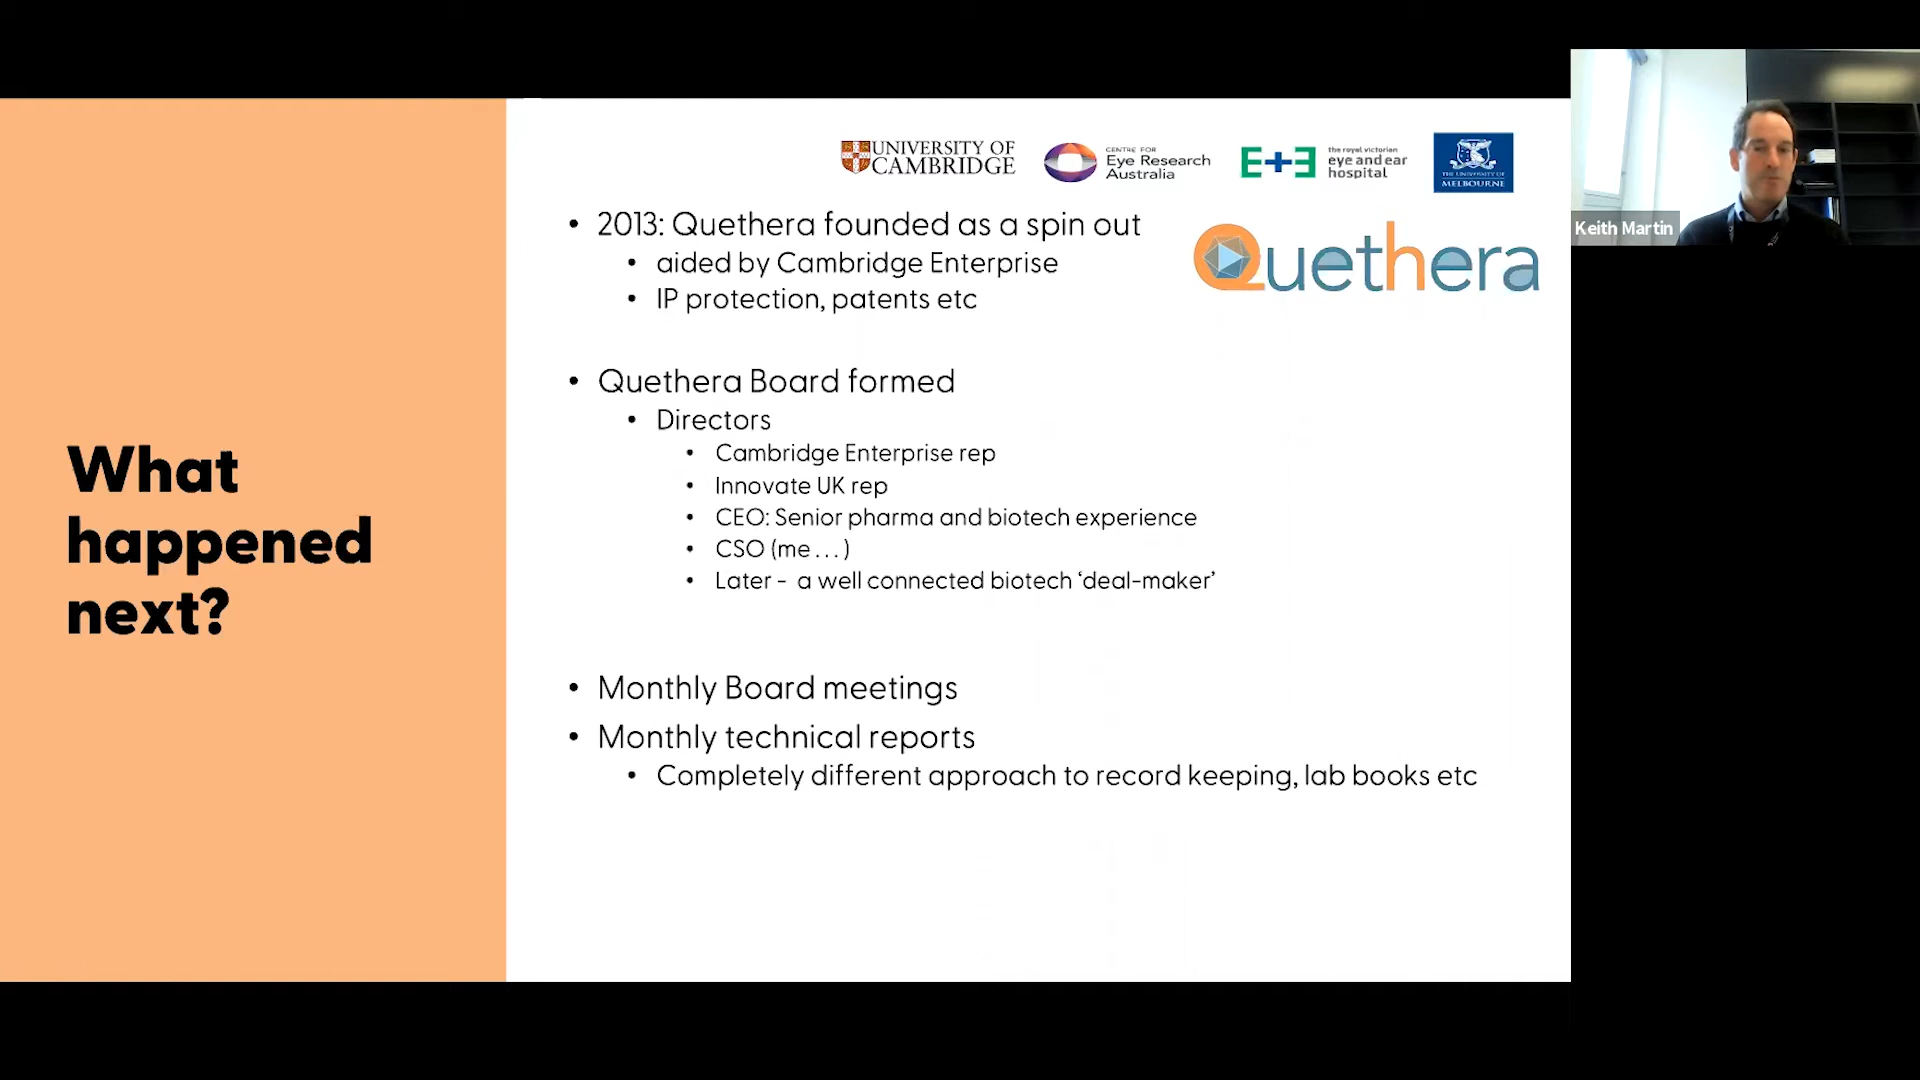 UNIVERSITY OF
CAMBRIDGE
CENTRE FOR
Eye Research
Australia
E+E
the royal victorian
eye and ear
hospital
THE UNIVERSITY OF
MELBOURNE
Keith Martin
What
happened
next?
• 2013: Quethera founded as a spin out
• aided by Cambridge Enterprise
• IP protection, patents etc
Quethera
• Quethera Board formed
• Directors
• Cambridge Enterprise rep
• Innovate UK rep
• CEO: Senior pharma and biotech experience
• CSO (me...)
• Later - a well connected biotech ‘deal-maker’
• Monthly Board meetings
• Monthly technical reports
• Completely different approach to record keeping, lab books etc